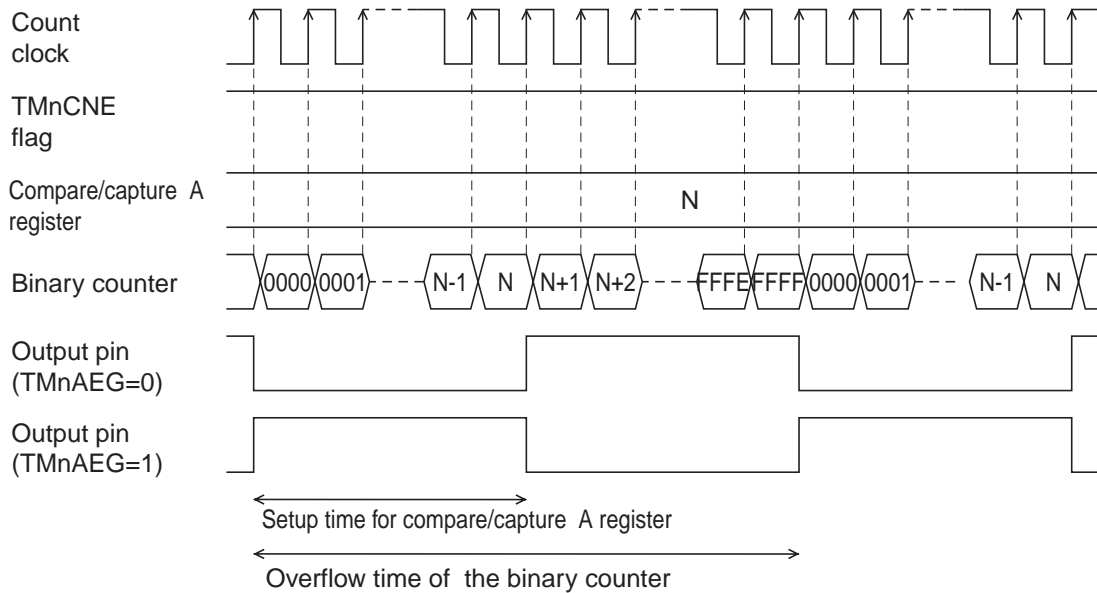 Count
clock
TMnCNE
flag
Compare/capture A
register
N
Binary counter
0000 0001 N-1 N N+1 N+2 FFFE FFFF 0000 0001 N-1 N
Output pin
(TMnAEG=0)
Output pin
(TMnAEG=1)
Setup time for compare/capture A register
Overflow time of the binary counter